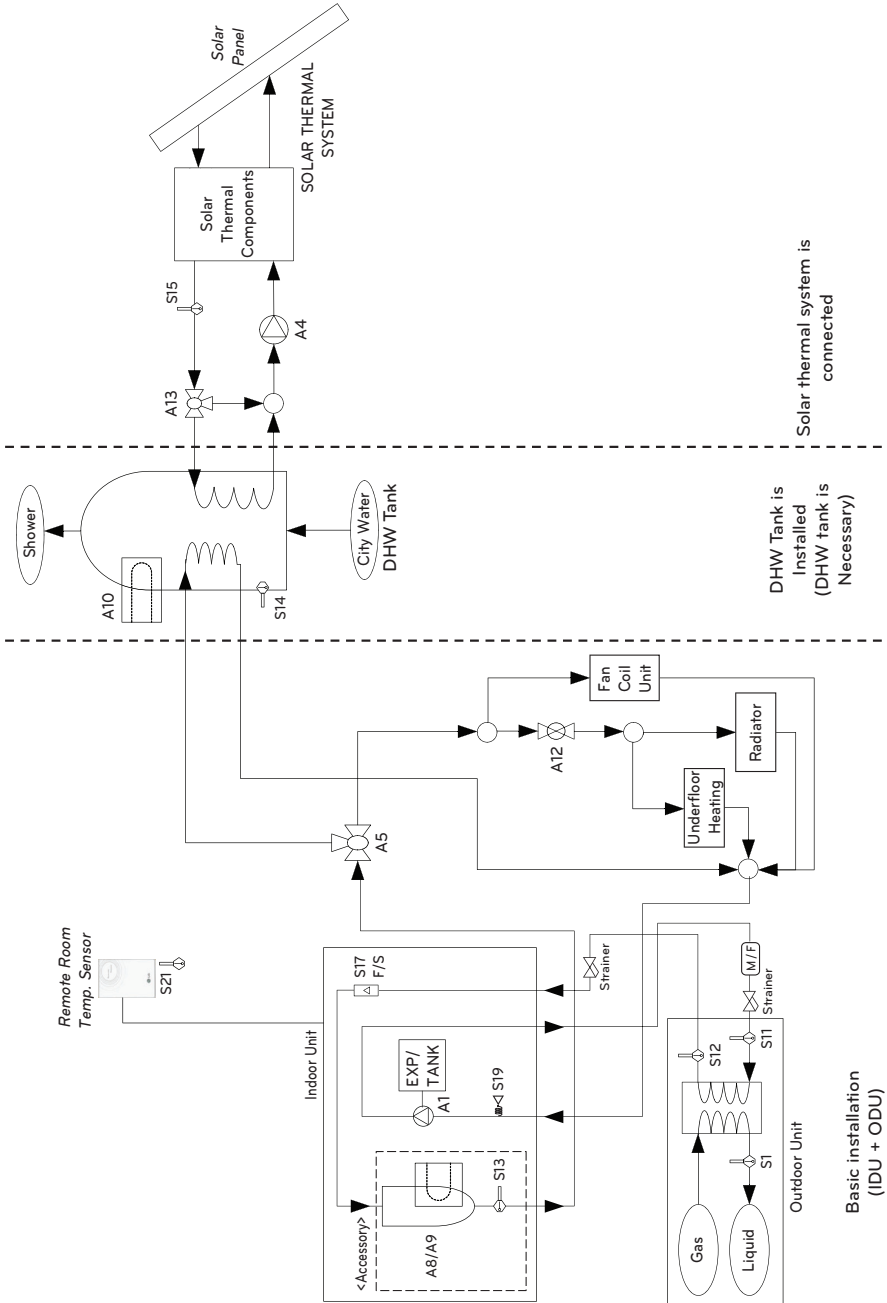 Solar
Panel
SOLAR THERMAL
SYSTEM
Solar
Thermal
Components
S15
A13
A4
Solar thermal system is
connected
Shower
A10
S14
City Water
DHW Tank
DHW Tank is
Installed
(DHW tank is
Necessary)
Fan
Coil
Unit
A12
Radiator
Underfloor
Heating
A5
Remote Room
Temp. Sensor
S21
Indoor Unit
S17
F/S
EXP/
TANK
A1
S19
<Accessory>
A8/A9
S13
Strainer
M/F
Strainer
S12
S11
S1
Gas
Liquid
Outdoor Unit
Basic installation
(IDU + ODU)